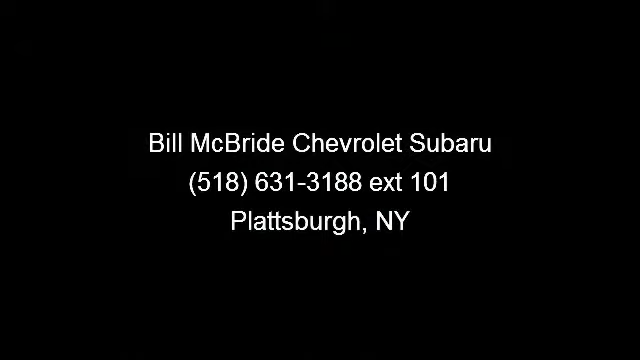 Bill McBride Chevrolet Subaru
(518) 631-3188 ext 101
Plattsburgh, NY